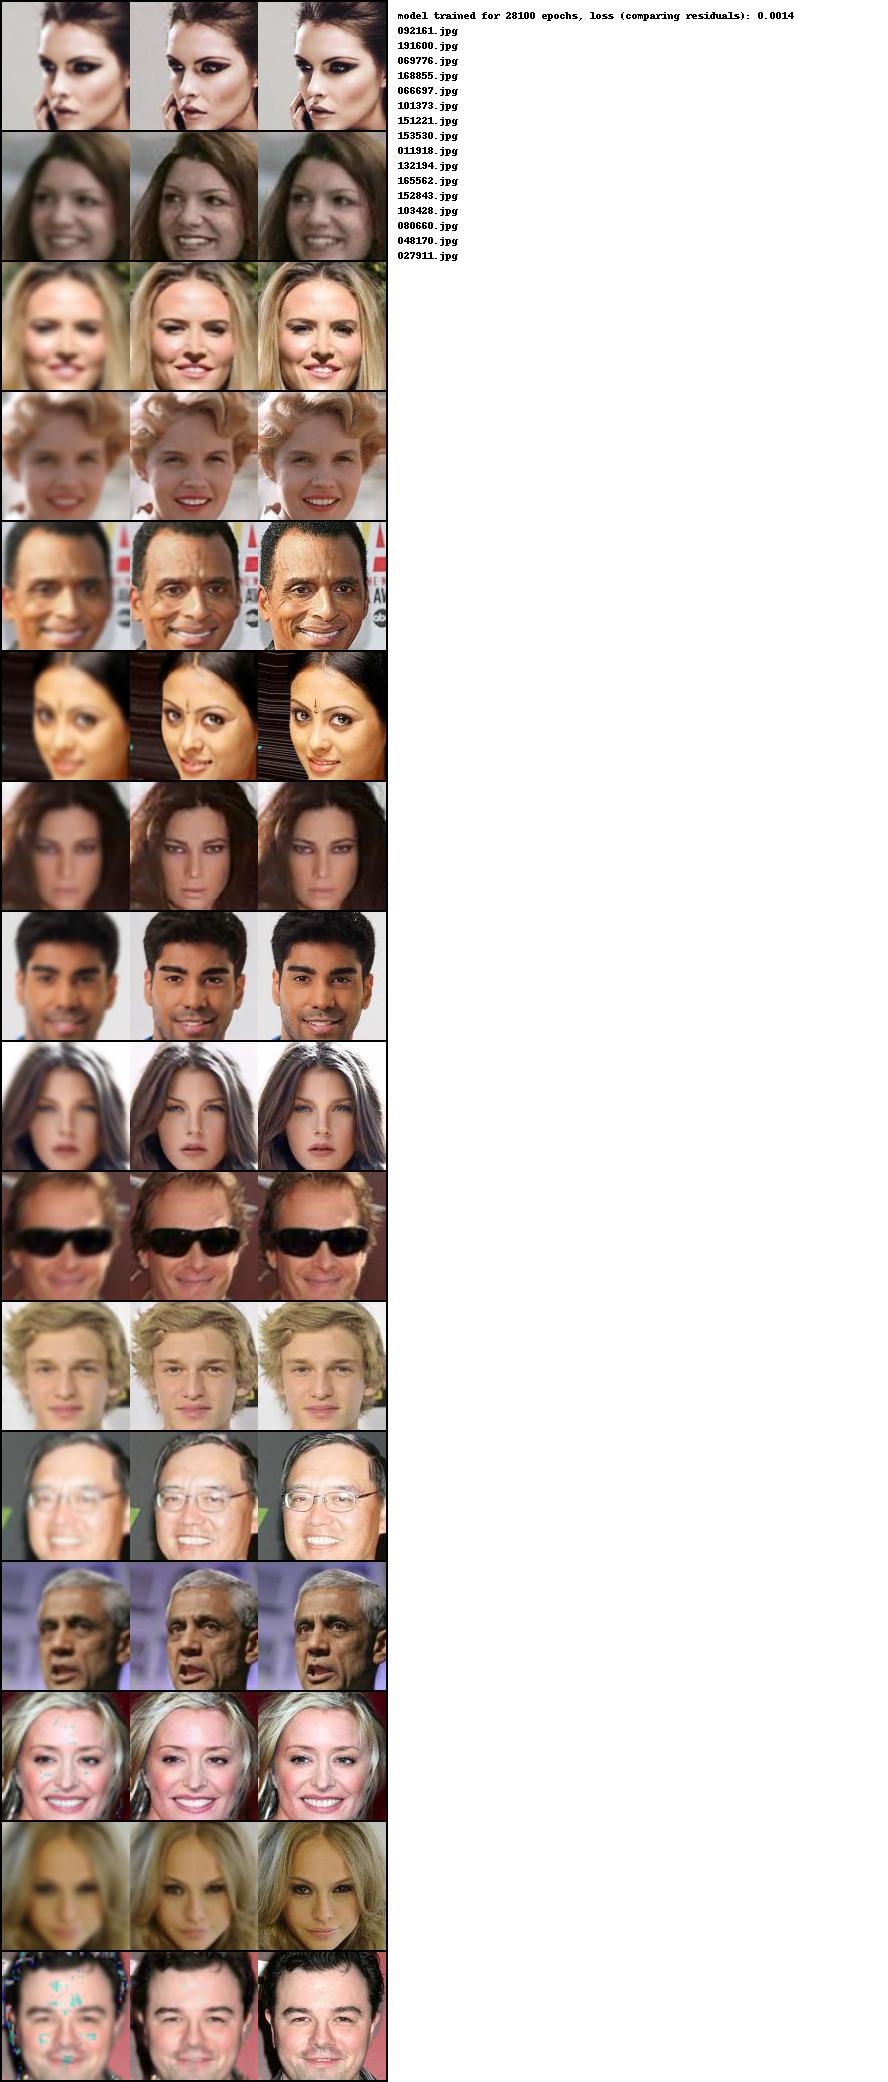 model trained for 28100 epochs, loss (comparing residuals): 0.0014
092161.jpg
191600.jpg
069776.jpg
168855.jpg
066697.jpg
101373.jpg
151221.jpg
153530.jpg
011918.jpg
132194.jpg
165562.jpg
152843.jpg
103428.jpg
080660.jpg
048170.jpg
027911.jpg
abc